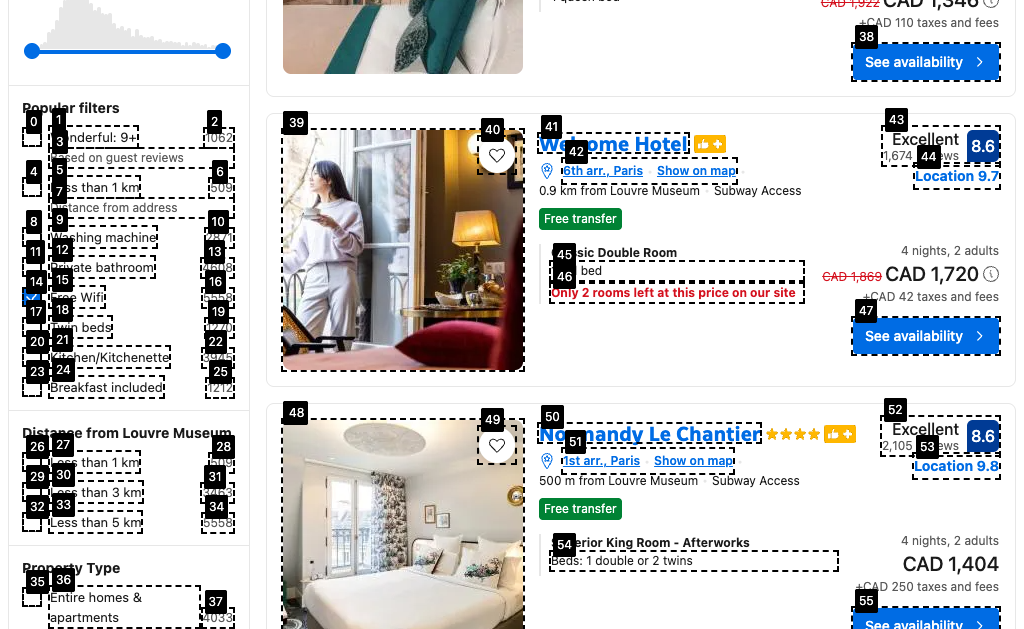 Popular filters
0
1
2
Wonderful: 9+
1062
3
Based on guest reviews
4
5
6
Less than 1 km
509
7
Distance from address
8
9
10
Washing machine
2871
11
12
13
Private bathroom
4608
14
15
16
Free Wifi
5558
17
18
19
Twin beds
1270
20
21
22
Kitchen/Kitchenette
3945
23
24
25
Breakfast included
1212
Distance from Louvre Museum
26
27
28
Less than 1 km
509
29
30
31
Less than 3 km
3463
32
33
34
Less than 5 km
5558
Property Type
35
36
Entire homes &
apartments
37
4033
1 queen bed
CAD 1,922 CAD 1,346
+CAD 110 taxes and fees
38
See availability
39
40
41
Welcome Hotel
42
6th arr., Paris
Show on map
0.9 km from Louvre Museum · Subway Access
Free transfer
43
Excellent
8.6
1,674 reviews
44
Location 9.7
45
Classic Double Room
46
bed
Only 2 rooms left at this price on our site
4 nights, 2 adults
CAD 1,869 CAD 1,720
+CAD 42 taxes and fees
47
See availability
48
49
50
Normandy Le Chantier
51
1st arr., Paris
Show on map
500 m from Louvre Museum · Subway Access
Free transfer
52
Excellent
8.6
2,105 reviews
53
Location 9.8
54
Superior King Room - Afterworks
Beds: 1 double or 2 twins
4 nights, 2 adults
CAD 1,404
+CAD 250 taxes and fees
55
See availability